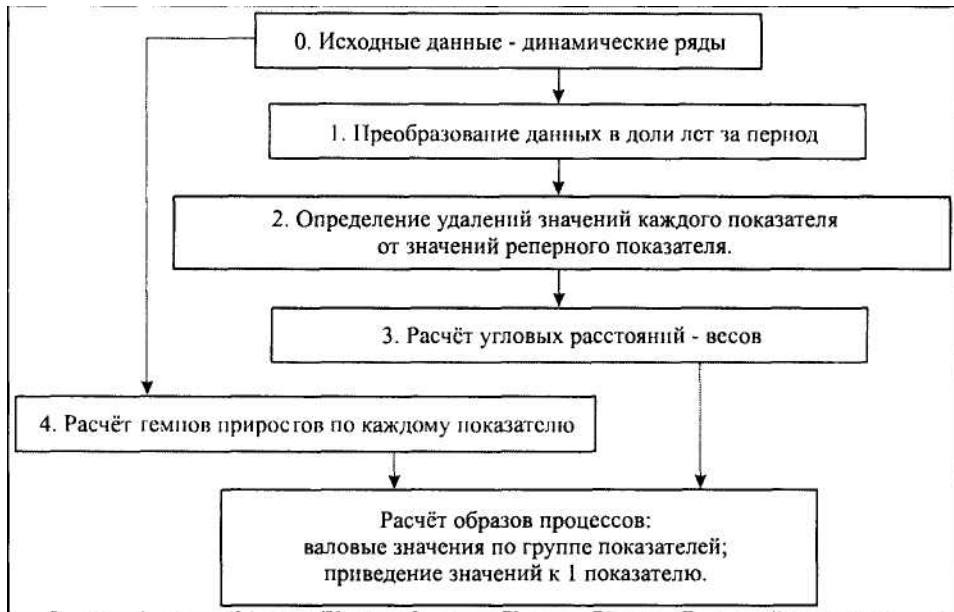 0. Исходные данные - динамические ряды
1. Преобразование данных в доли лет за период
2. Определение удалений значений каждого показателя
от значений реперного показателя.
3. Расчёт угловых расстояний - весов
4. Расчёт темпов приростов по каждому показателю
Расчёт образов процессов:
валовые значения по группе показателей;
приведение значений к 1 показателю.